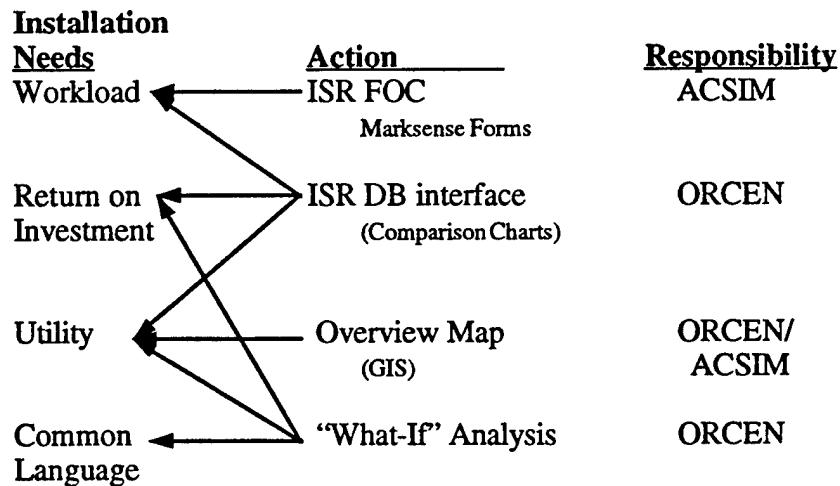 Installation
Needs Action Responsibility
Workload ISR FOC ACSIM
Marksense Forms
Return on ISR DB interface ORCEN
Investment (Comparison Charts)
Utility Overview Map ORCEN/
(GIS) ACSIM
Common "What-If" Analysis ORCEN
Language